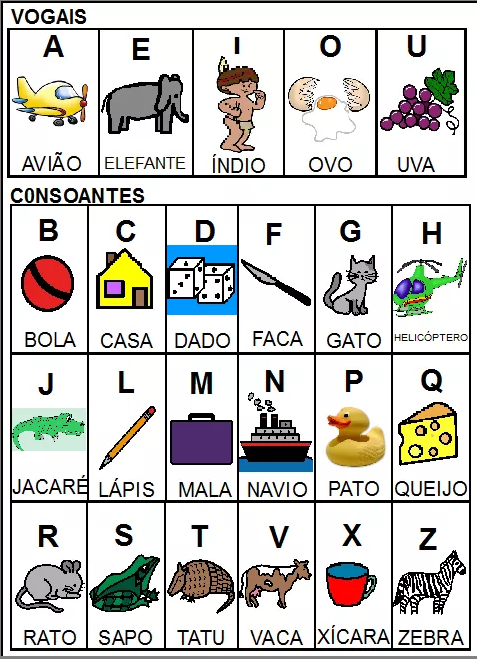 VOGAIS
A E I O U
AVIÃO ELEFANTE ÍNDIO OVO UVA
C0NSOANTES
B C D F G H
BOLA CASA DADO FACA GATO HELICÓPTERO
J L M N P Q
JACARÉ LÁPIS MALA NAVIO PATO QUEIJO
R S T V X Z
RATO SAPO TATU VACA XÍCARA ZEBRA